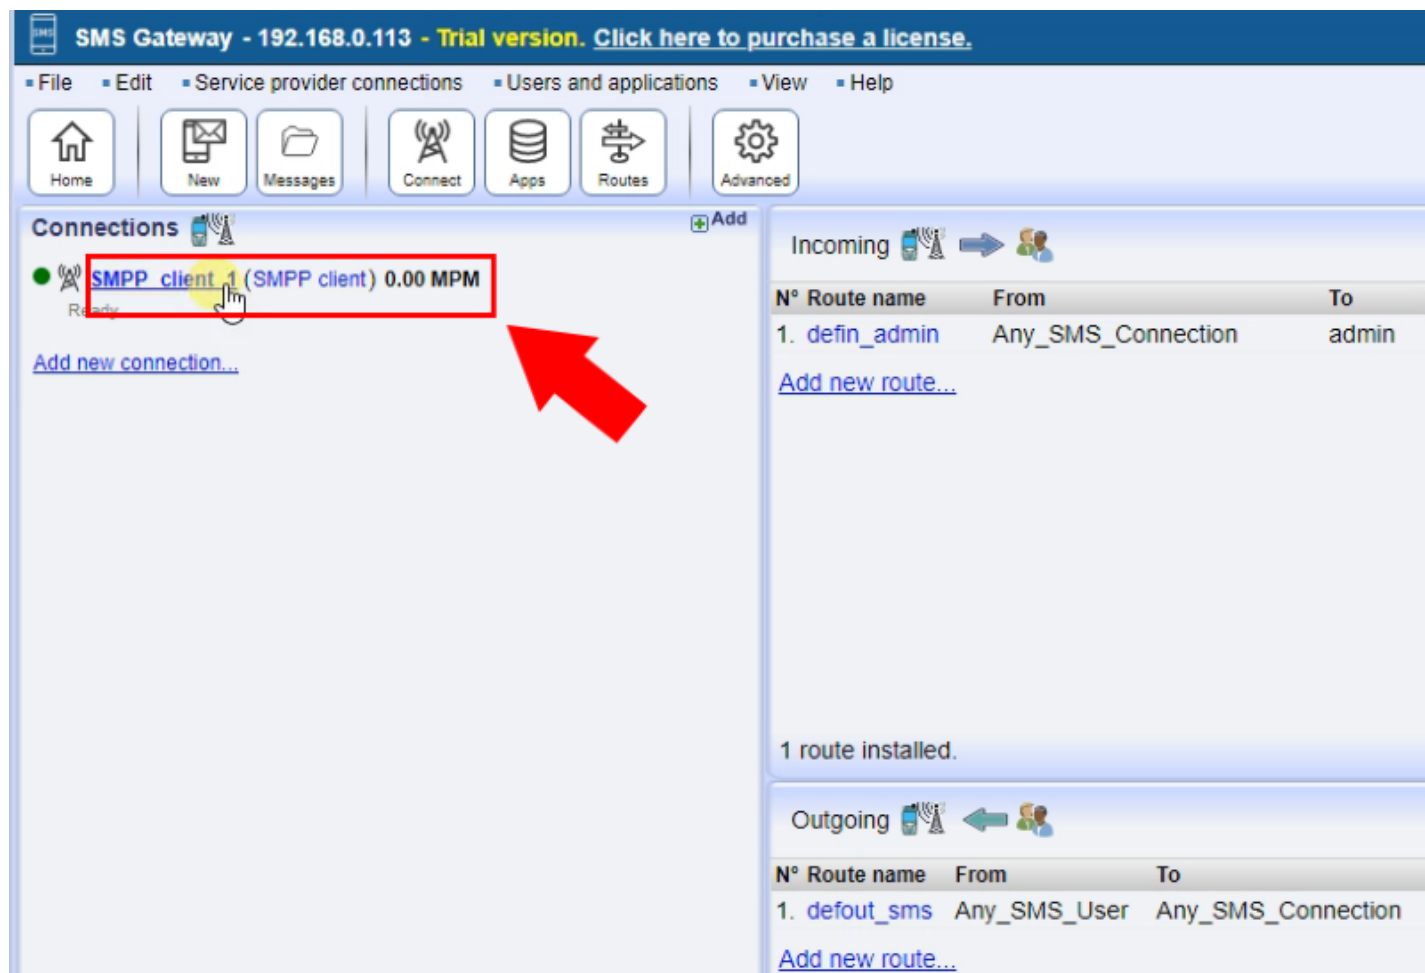 SMS
SMS Gateway - 192.168.0.113 - Trial version. Click here to purchase a license.
File Edit Service provider connections Users and applications View Help
Home New Messages Connect Apps Routes Advanced
Connections Add
SMPP_client_1 (SMPP client) 0.00 MPM
Ready
Add new connection...
Incoming
N° Route name From To
1. defin_admin Any_SMS_Connection admin
Add new route...
1 route installed.
Outgoing
N° Route name From To
1. defout_sms Any_SMS_User Any_SMS_Connection
Add new route...